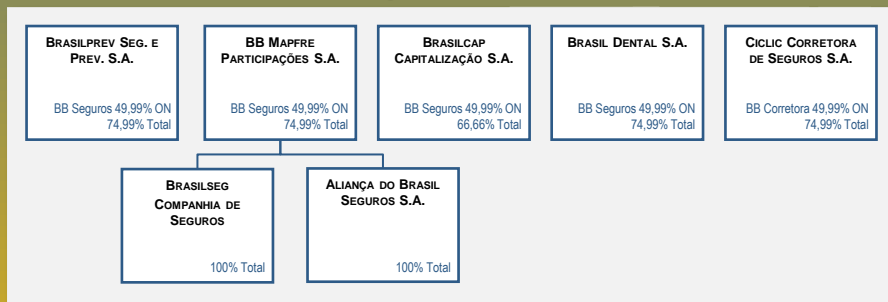 BRASILPREV SEG. E
PREV. S.A.
BB Seguros 49,99% ON
74,99% Total
BB MAPFRE
PARTICIPAÇÕES S.A.
BB Seguros 49,99% ON
74,99% Total
BRASILCAP
CAPITALIZAÇÃO S.A.
BB Seguros 49,99% ON
66,66% Total
BRASIL DENTAL S.A.
BB Seguros 49,99% ON
74,99% Total
CICLIC CORRETORA
DE SEGUROS S.A.
BB Corretora 49,99% ON
74,99% Total
BRASILSEG
COMPANHIA DE
SEGUROS
100% Total
ALIANÇA DO BRASIL
SEGUROS S.A.
100% Total